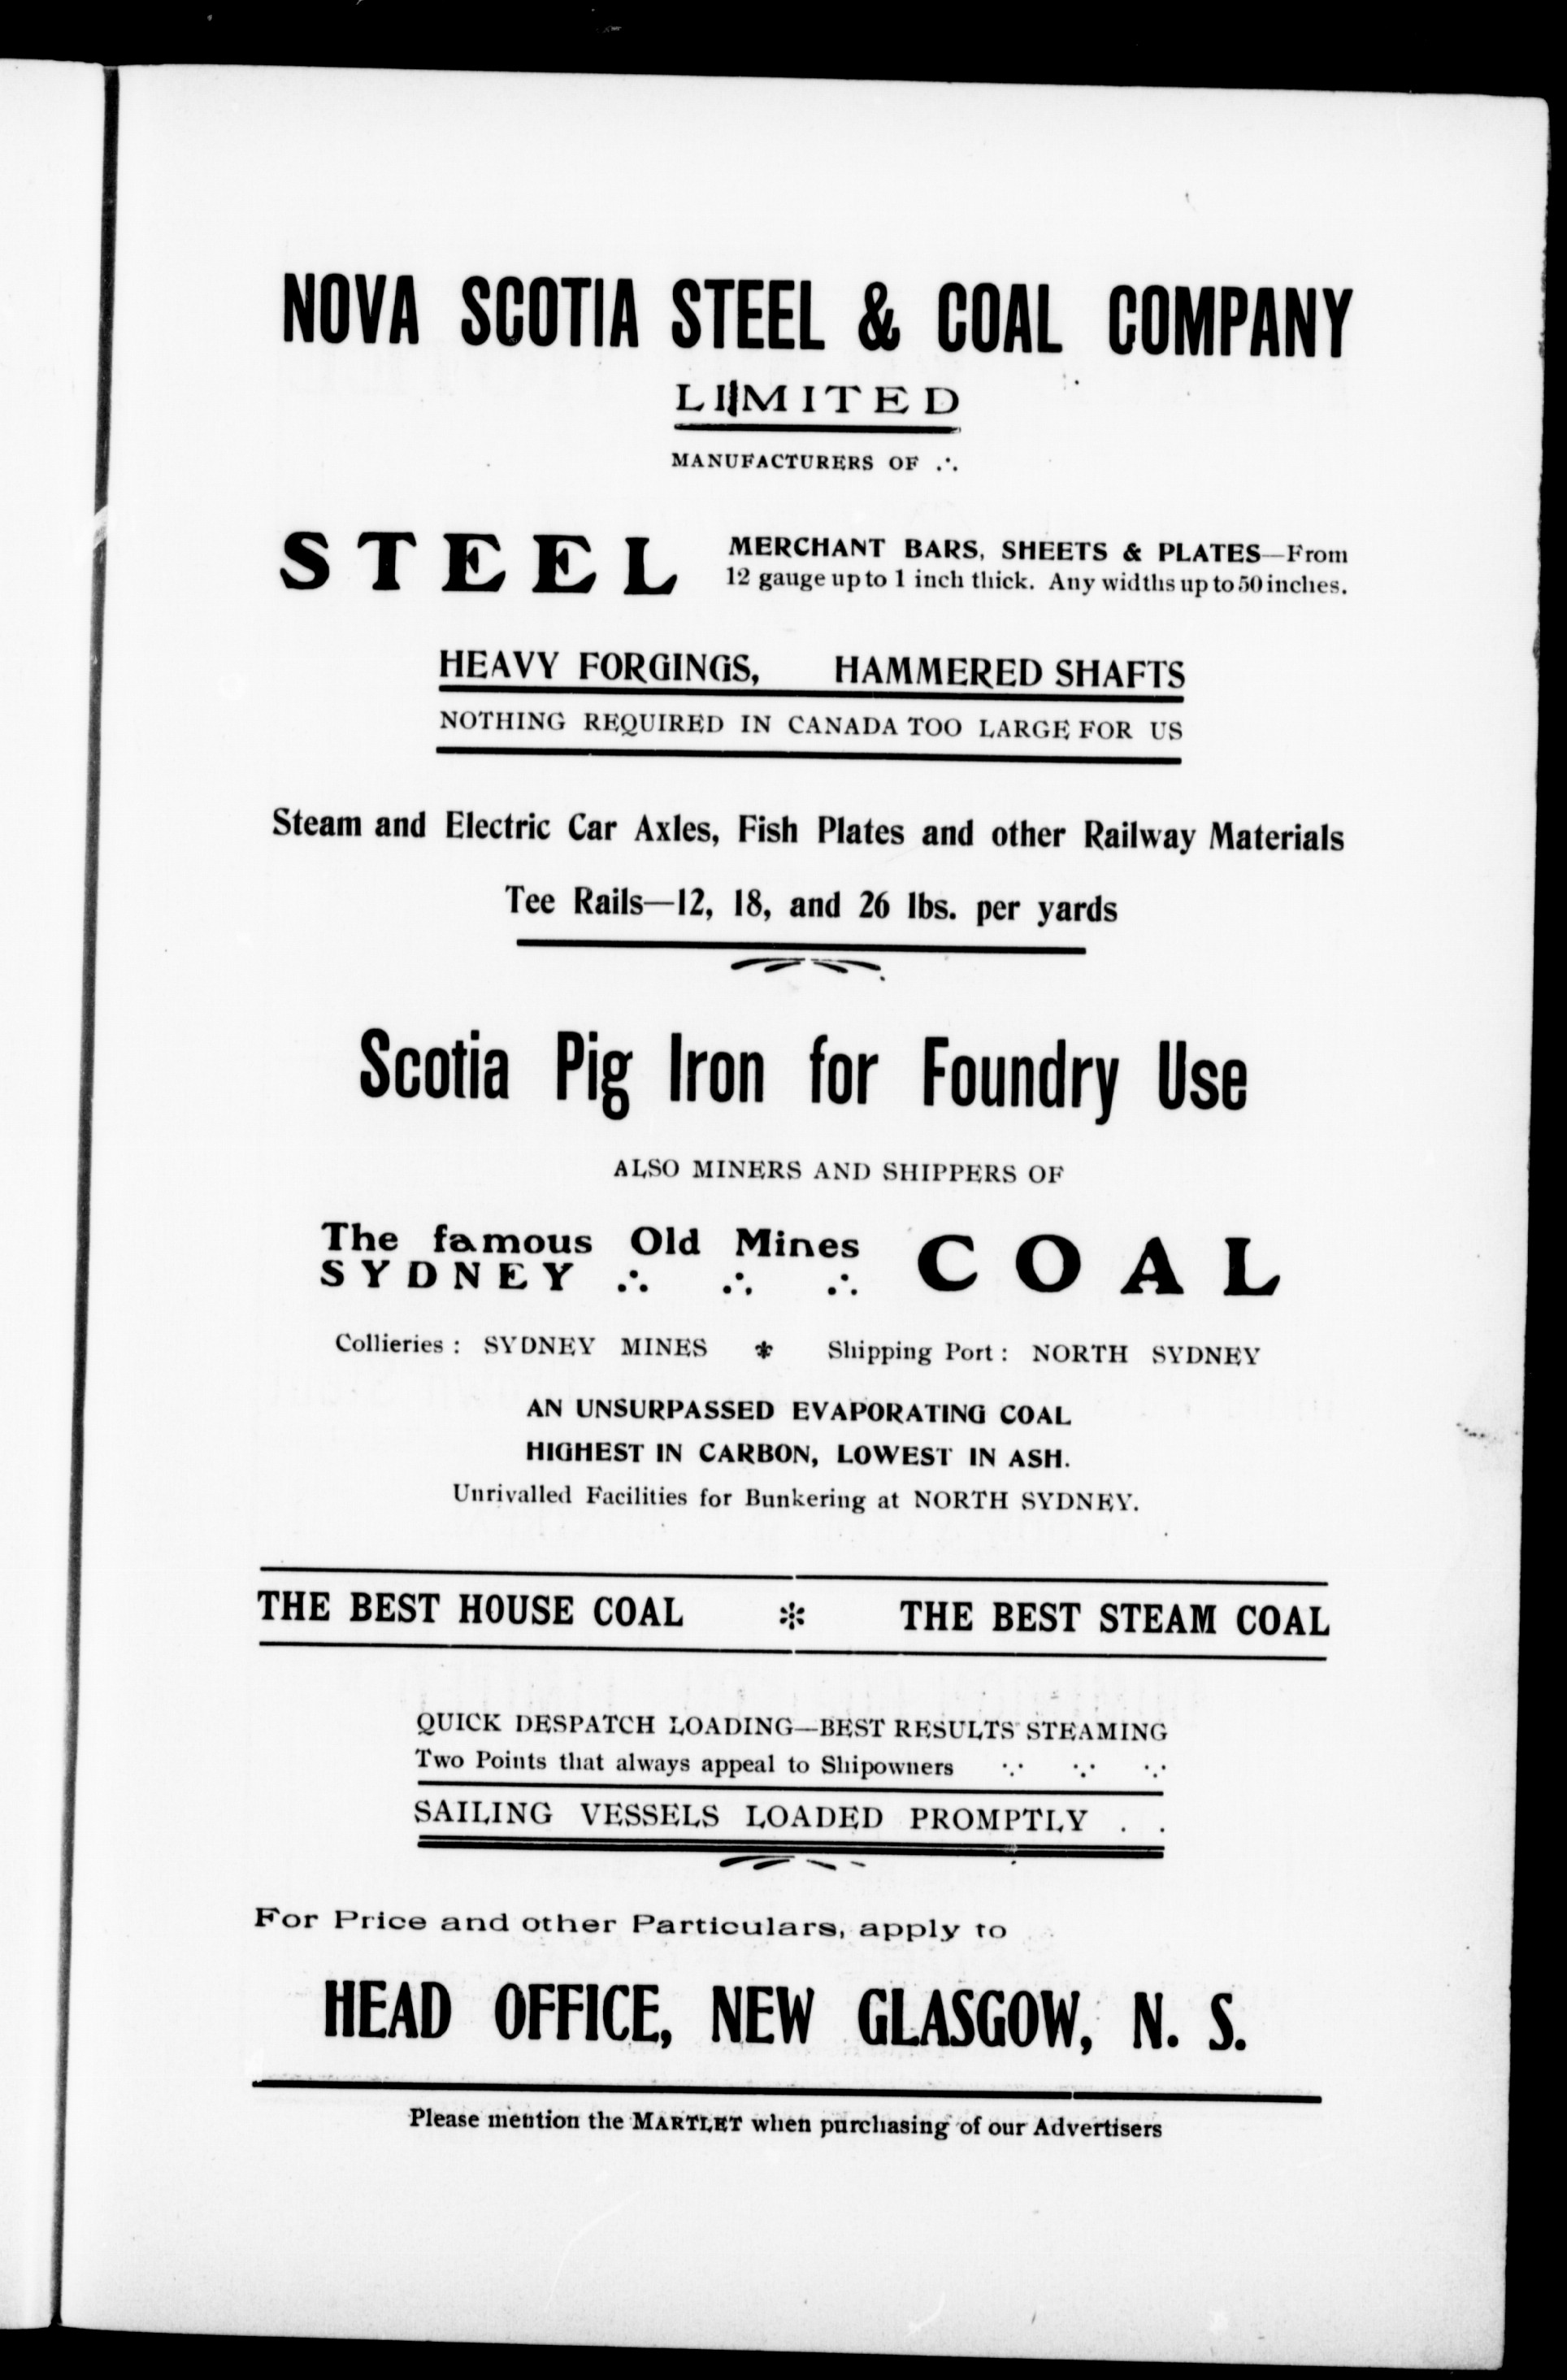 NOVA SCOTIA STEEL & COAL COMPANY
LIMITED
MANUFACTURERS OF ∴
STEEL
MERCHANT BARS, SHEETS & PLATES—From
12 gauge up to 1 inch thick. Any widths up to 50 inches.
HEAVY FORGINGS, HAMMERED SHAFTS
NOTHING REQUIRED IN CANADA TOO LARGE FOR US
Steam and Electric Car Axles, Fish Plates and other Railway Materials
Tee Rails—12, 18, and 26 lbs. per yards
Scotia Pig Iron for Foundry Use
ALSO MINERS AND SHIPPERS OF
The famous Old Mines
SYDNEY ∴ ∴ ∴
COAL
Collieries : SYDNEY MINES * Shipping Port : NORTH SYDNEY
AN UNSURPASSED EVAPORATING COAL
HIGHEST IN CARBON, LOWEST IN ASH.
Unrivalled Facilities for Bunkering at NORTH SYDNEY.
THE BEST HOUSE COAL * THE BEST STEAM COAL
QUICK DESPATCH LOADING—BEST RESULTS STEAMING
Two Points that always appeal to Shipowners ∵ ∵ ∵
SAILING VESSELS LOADED PROMPTLY . .
For Price and other Particulars, apply to
HEAD OFFICE, NEW GLASGOW, N. S.
Please mention the MARTLET when purchasing of our Advertisers